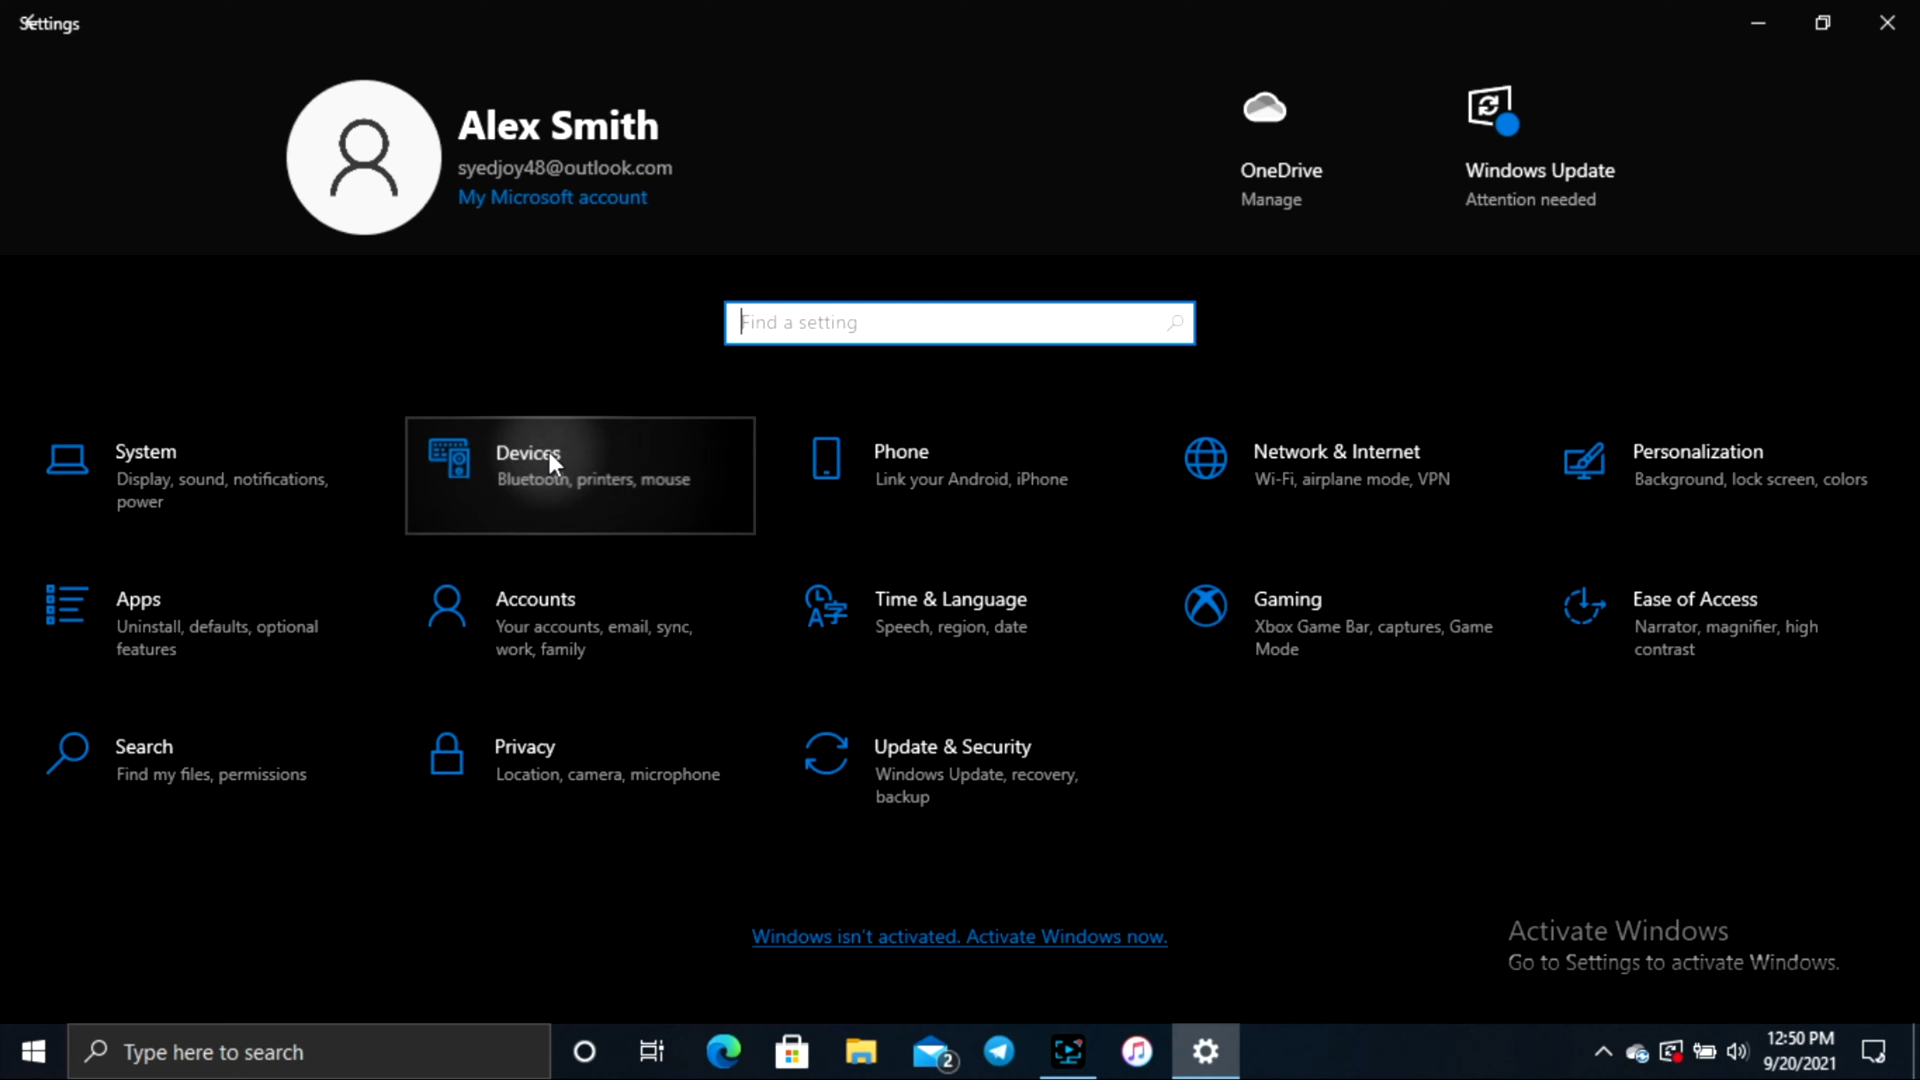 Settings
Alex Smith
syedjoy48@outlook.com
My Microsoft account
OneDrive
Manage
Windows Update
Attention needed
Find a setting
System
Display, sound, notifications,
power
Devices
Bluetooth, printers, mouse
Phone
Link your Android, iPhone
Network & Internet
Wi-Fi, airplane mode, VPN
Personalization
Background, lock screen, colors
Apps
Uninstall, defaults, optional
features
Accounts
Your accounts, email, sync,
work, family
Time & Language
Speech, region, date
Gaming
Xbox Game Bar, captures, Game
Mode
Ease of Access
Narrator, magnifier, high
contrast
Search
Find my files, permissions
Privacy
Location, camera, microphone
Update & Security
Windows Update, recovery,
backup
Windows isn't activated. Activate Windows now.
Activate Windows
Go to Settings to activate Windows.
Type here to search
2
12:50 PM
9/20/2021